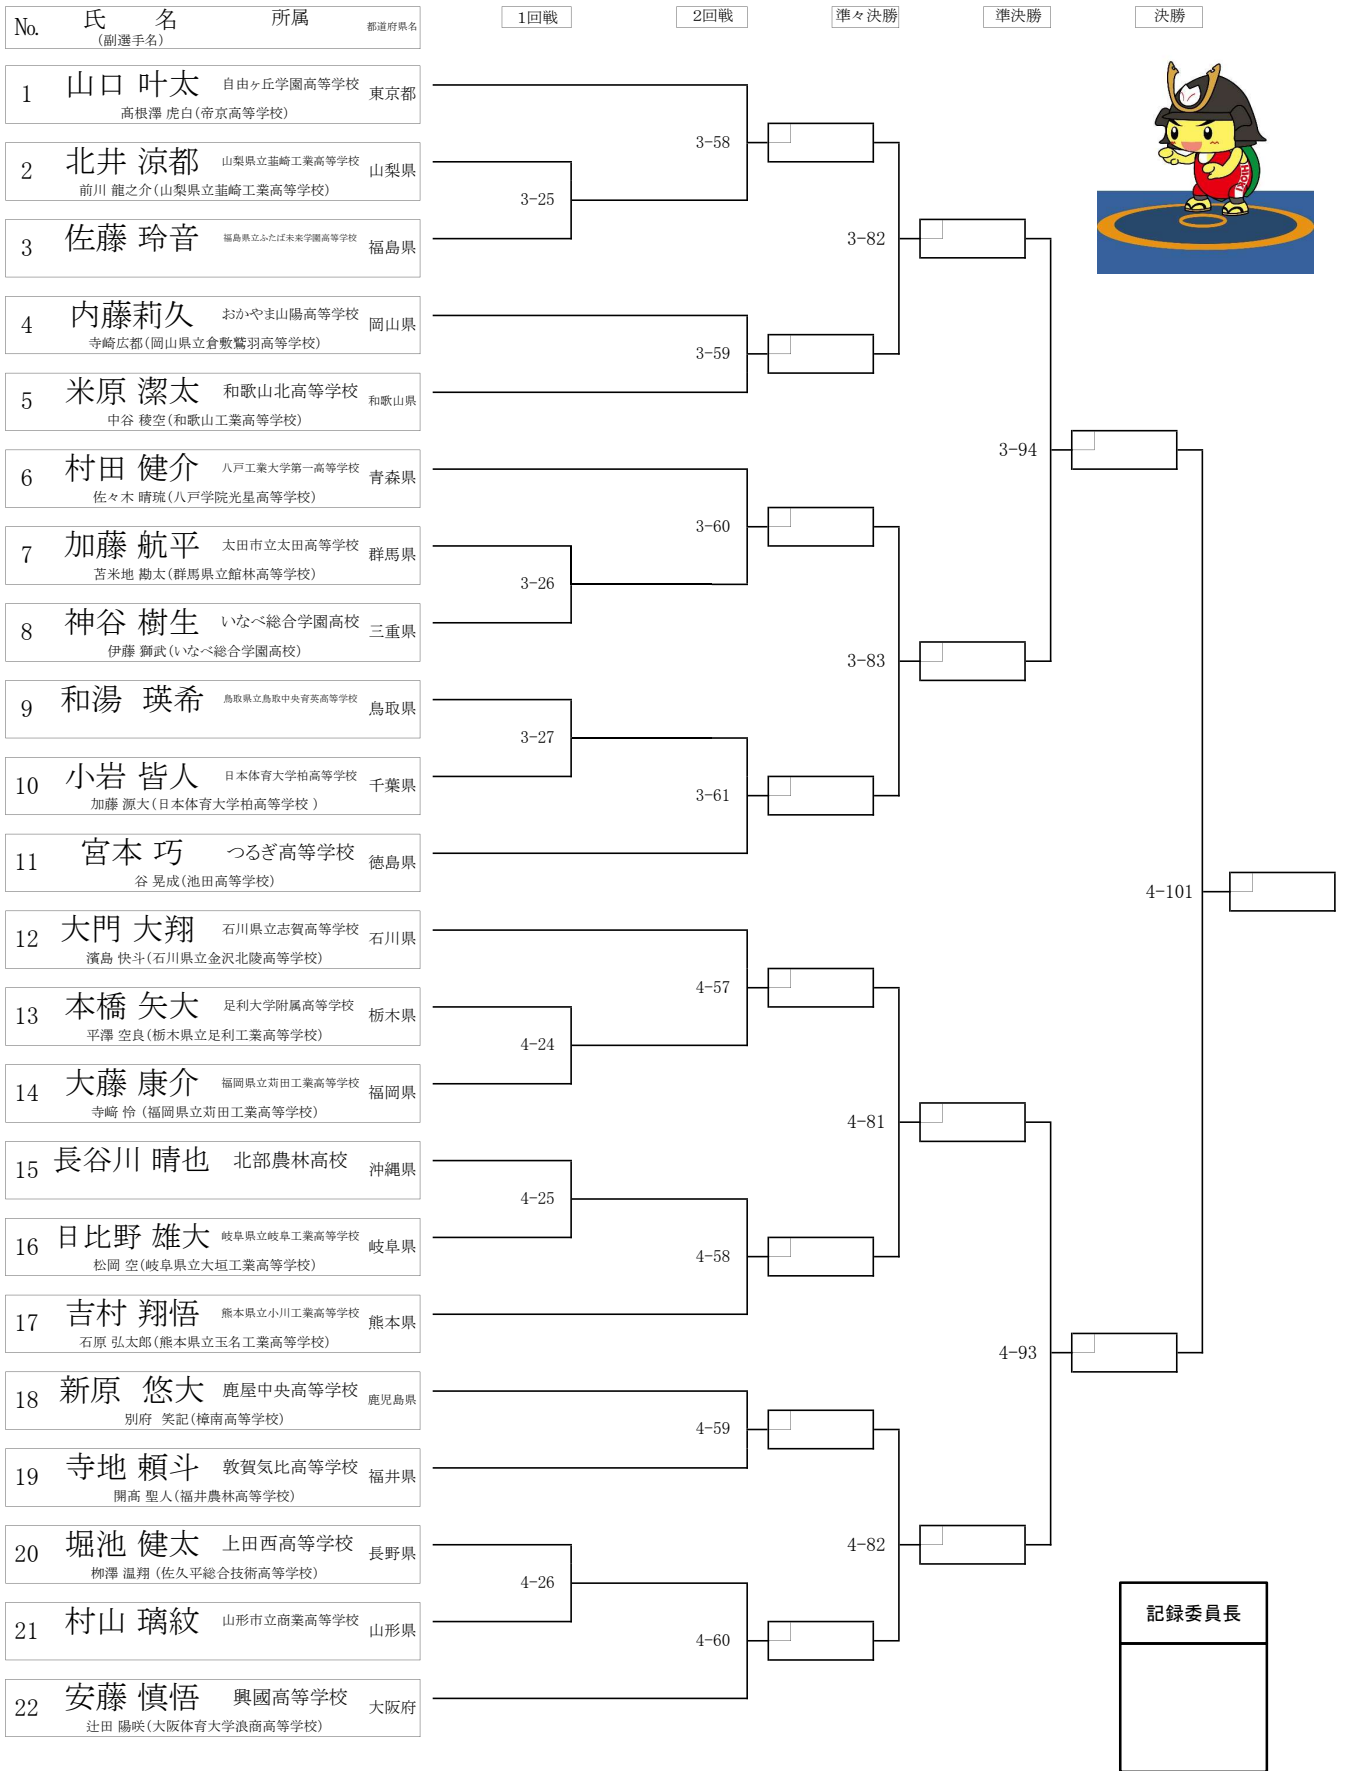 No. 氏 名 所属 都道府県名 1回戦 2回戦 準々決勝 準決勝 決勝
(副選手名)
1 山口 叶太 自由ヶ丘学園高等学校 東京都
髙根澤 虎白(帝京高等学校)
3-58
2 北井 涼都 山梨県立韮崎工業高等学校 山梨県
前川 龍之介(山梨県立韮崎工業高等学校)
3-25
3 佐藤 玲音 福島県立ふたば未来学園高等学校 福島県
3-82
4 内藤莉久 おかやま山陽高等学校 岡山県
寺崎広都(岡山県立倉敷鷲羽高等学校)
3-59
5 米原 潔太 和歌山北高等学校 和歌山県
中谷 稜空(和歌山工業高等学校)
3-94
6 村田 健介 八戸工業大学第一高等学校 青森県
佐々木 晴琉(八戸学院光星高等学校)
3-60
7 加藤 航平 太田市立太田高等学校 群馬県
苫米地 勘太(群馬県立館林高等学校)
3-26
8 神谷 樹生 いなべ総合学園高校 三重県
伊藤 獅武(いなべ総合学園高校)
3-83
9 和湯 瑛希 鳥取県立鳥取中央育英高等学校 鳥取県
3-27
10 小岩 皆人 日本体育大学柏高等学校 千葉県
加藤 源大(日本体育大学柏高等学校 )
3-61
11 宮本 巧 つるぎ高等学校 徳島県
谷 晃成(池田高等学校)
4-101
12 大門 大翔 石川県立志賀高等学校 石川県
濱島 快斗(石川県立金沢北陵高等学校)
4-57
13 本橋 矢大 足利大学附属高等学校 栃木県
平澤 空良(栃木県立足利工業高等学校)
4-24
14 大藤 康介 福岡県立苅田工業高等学校 福岡県
寺﨑 怜 (福岡県立苅田工業高等学校)
4-81
15 長谷川 晴也 北部農林高校 沖縄県
4-25
16 日比野 雄大 岐阜県立岐阜工業高等学校 岐阜県
松岡 空(岐阜県立大垣工業高等学校)
4-58
17 吉村 翔悟 熊本県立小川工業高等学校 熊本県
石原 弘太郎(熊本県立玉名工業高等学校)
4-93
18 新原 悠大 鹿屋中央高等学校 鹿児島県
別府 笑記(樟南高等学校)
4-59
19 寺地 頼斗 敦賀気比高等学校 福井県
開髙 聖人(福井農林高等学校)
4-82
20 堀池 健太 上田西高等学校 長野県
栁澤 温翔 (佐久平総合技術高等学校)
4-26
21 村山 璃紋 山形市立商業高等学校 山形県
4-60
22 安藤 慎悟 興國高等学校 大阪府
辻田 陽咲(大阪体育大学浪商高等学校)
記録委員長